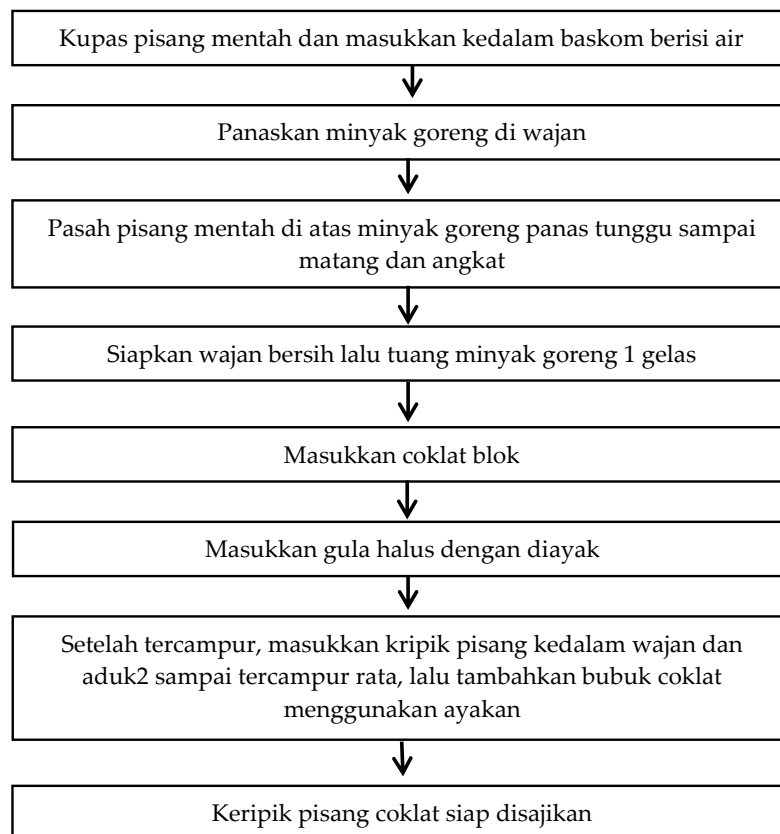 Kupas pisang mentah dan masukkan kedalam baskom berisi air
Panaskan minyak goreng di wajan
Pasah pisang mentah di atas minyak goreng panas tunggu sampai
matang dan angkat
Siapkan wajan bersih lalu tuang minyak goreng 1 gelas
Masukkan coklat blok
Masukkan gula halus dengan diayak
Setelah tercampur, masukkan kripik pisang kedalam wajan dan
aduk2 sampai tercampur rata, lalu tambahkan bubuk coklat
menggunakan ayakan
Keripik pisang coklat siap disajikan